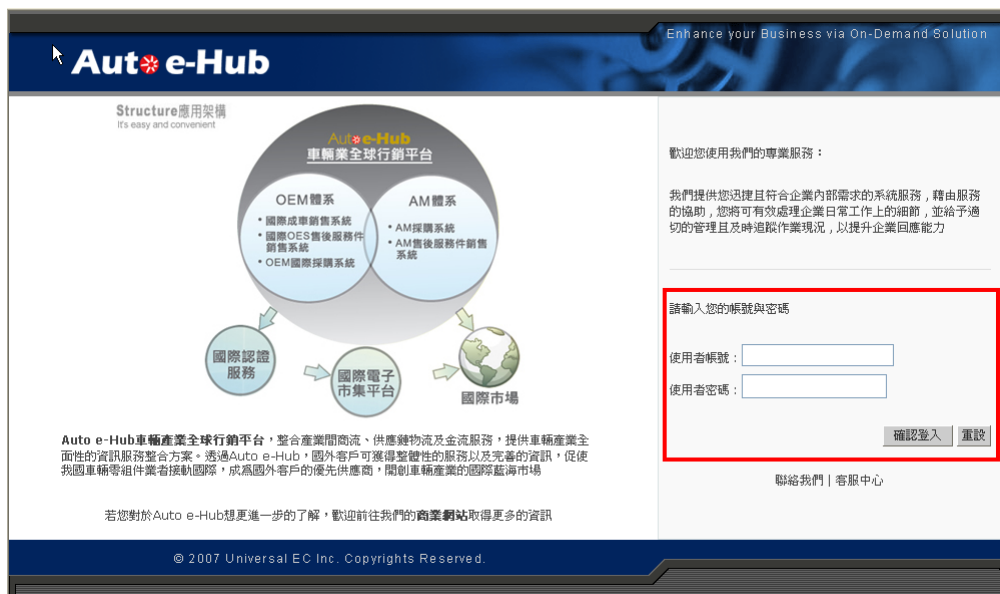 Enhance your Business via On-Demand Solution
Auto e-Hub
Structure應用架構
It's easy and convenient
Auto e-Hub
車輛業全球行銷平台
OEM體系
• 國際成車銷售系統
• 國際OES售後服務件
銷售系統
• OEM國際採購系統
AM體系
• AM採購系統
• AM售後服務件銷售
系統
國際認證
服務
國際電子
市集平台
國際市場
Auto e-Hub車輛產業全球行銷平台，整合產業間商流、供應鏈物流及金流服務，提供車輛產業全
面性的資訊服務整合方案。透過Auto e-Hub，國外客戶可獲得整體性的服務以及完善的資訊，促使
我國車輛零組件業者接軌國際，成為國外客戶的優先供應商，開創車輛產業的國際藍海市場
若您對於Auto e-Hub想更進一步的了解，歡迎前往我們的商業網站取得更多的資訊
歡迎您使用我們的專業服務：
我們提供您迅捷且符合企業內部需求的系統服務，藉由服務
的協助，您將可有效處理企業日常工作上的細節，並給予適
切的管理且及時追蹤作業現況，以提升企業回應能力
請輸入您的帳號與密碼
使用者帳號：
使用者密碼：
確認登入 重設
聯絡我們 | 客服中心
© 2007 Universal EC Inc. Copyrights Reserved.